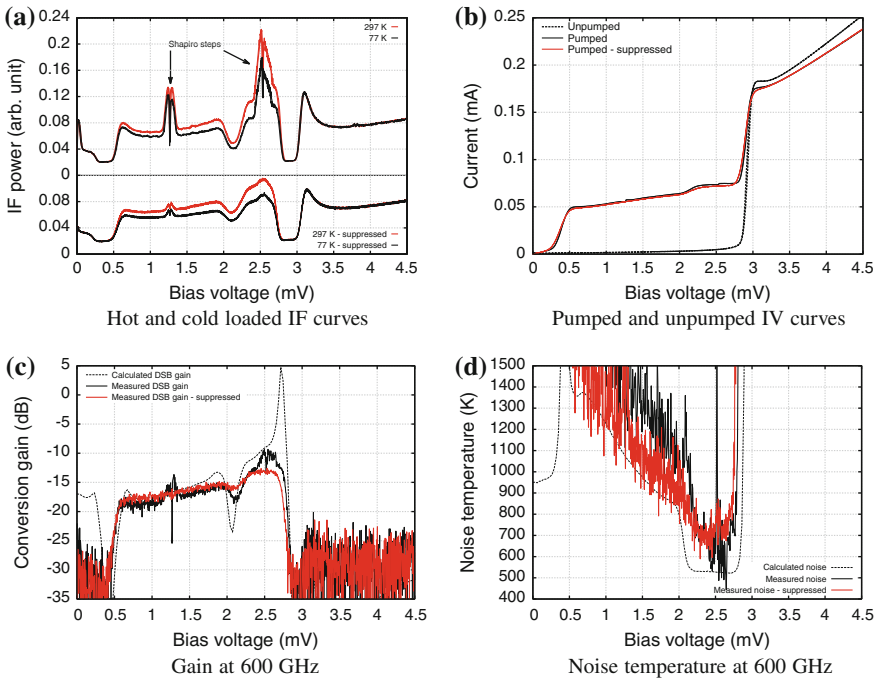 (a)
IF power (arb. unit)
0.24
0.2
0.16
0.12
0.08
0.04
0
0.08
0.04
0
Shapiro steps
297 K
77 K
297 K - suppressed
77 K - suppressed
0 0.5 1 1.5 2 2.5 3 3.5 4 4.5
Bias voltage (mV)
Hot and cold loaded IF curves
(b)
Current (mA)
0.25
0.2
0.15
0.1
0.05
0
Unpumped
Pumped
Pumped - suppressed
0 0.5 1 1.5 2 2.5 3 3.5 4 4.5
Bias voltage (mV)
Pumped and unpumped IV curves
(c)
Conversion gain (dB)
5
0
-5
-10
-15
-20
-25
-30
-35
Calculated DSB gain
Measured DSB gain
Measured DSB gain - suppressed
0 0.5 1 1.5 2 2.5 3 3.5 4 4.5
Bias voltage (mV)
Gain at 600 GHz
(d)
Noise temperature (K)
1500
1400
1300
1200
1100
1000
900
800
700
600
500
400
Calculated noise
Measured noise
Measured noise - suppressed
0 0.5 1 1.5 2 2.5 3 3.5 4 4.5
Bias voltage (mV)
Noise temperature at 600 GHz